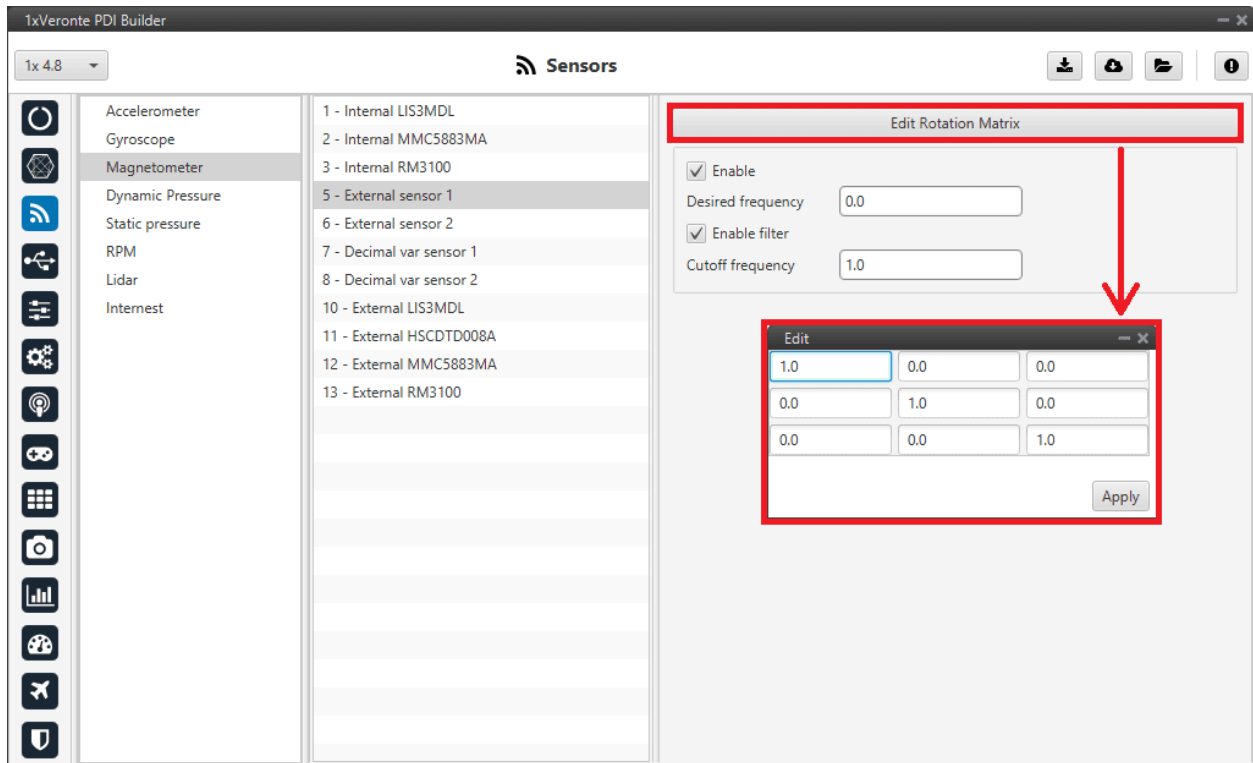 1xVeronte PDI Builder
1x 4.8
Sensors
Accelerometer
Gyroscope
Magnetometer
Dynamic Pressure
Static pressure
RPM
Lidar
Internest
1 - Internal LIS3MDL
2 - Internal MMC5883MA
3 - Internal RM3100
5 - External sensor 1
6 - External sensor 2
7 - Decimal var sensor 1
8 - Decimal var sensor 2
10 - External LIS3MDL
11 - External HSCDTD008A
12 - External MMC5883MA
13 - External RM3100
Edit Rotation Matrix
Enable
Desired frequency 0.0
Enable filter
Cutoff frequency 1.0
Edit
1.0 0.0 0.0
0.0 1.0 0.0
0.0 0.0 1.0
Apply